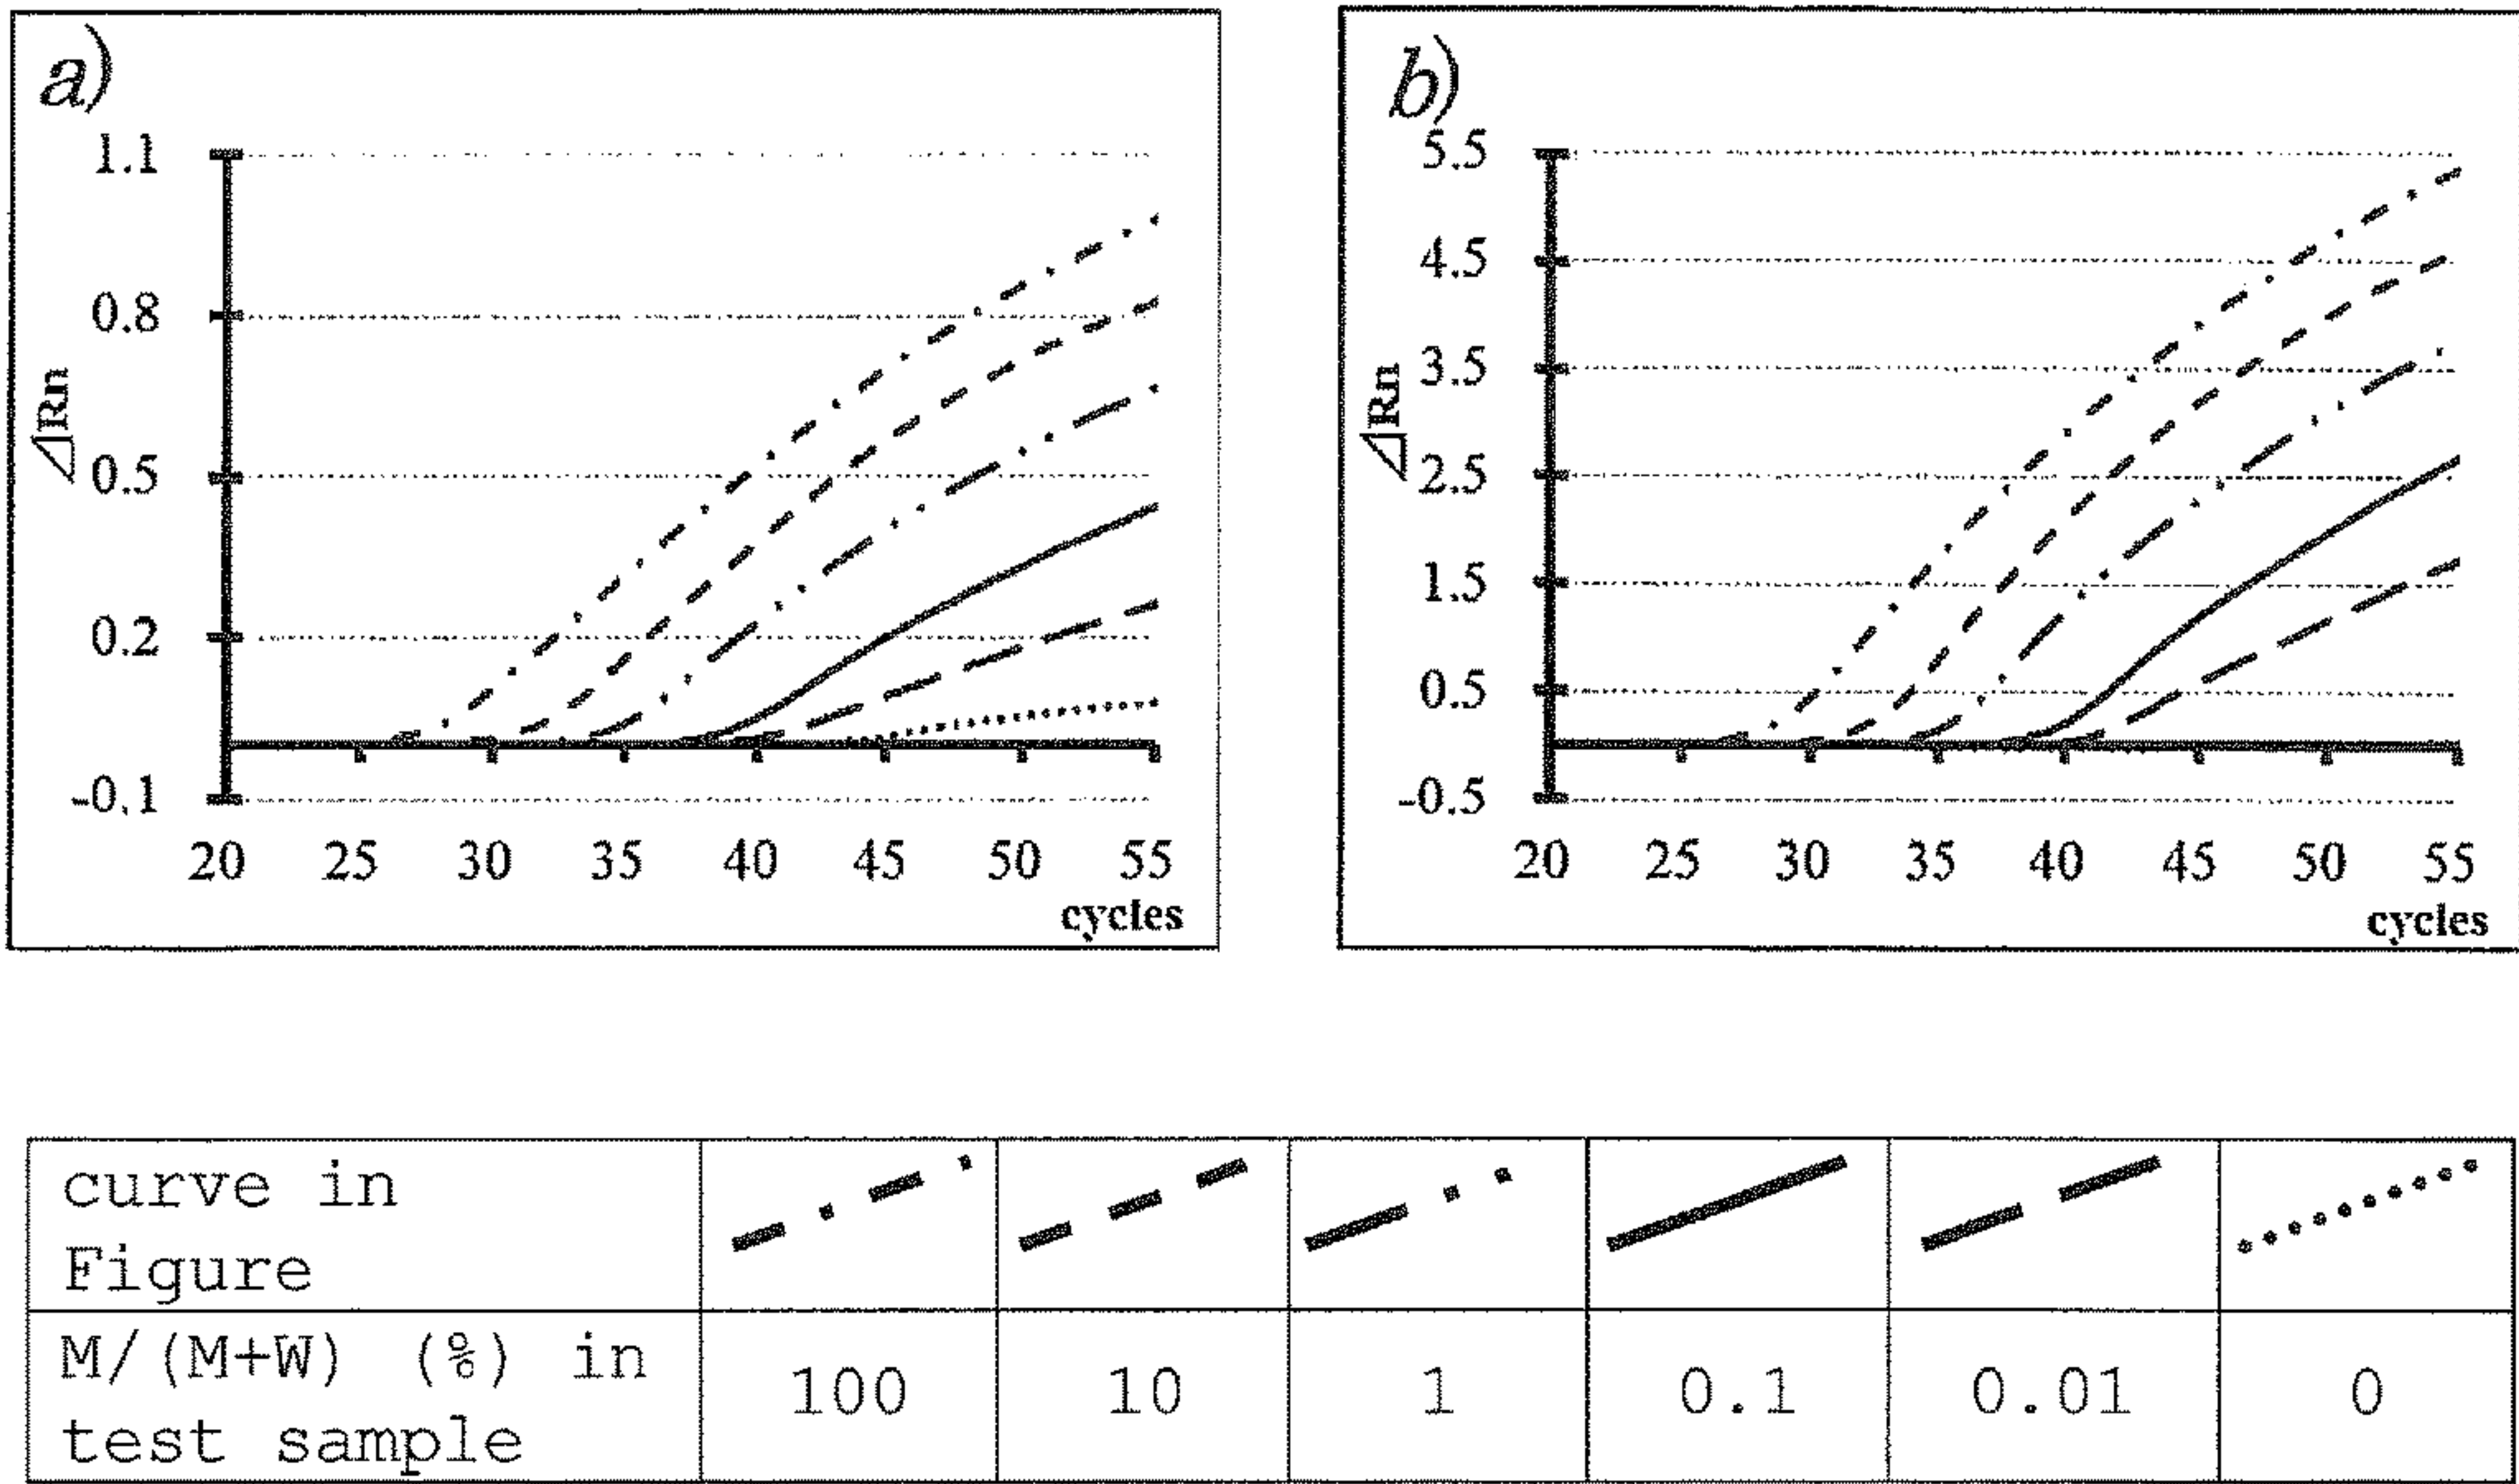 a)
1.1
0.8
0.5
0.2
-0.1
ΔRn
20 25 30 35 40 45 50 55
cycles
b)
5.5
4.5
3.5
2.5
1.5
0.5
-0.5
ΔRn
20 25 30 35 40 45 50 55
cycles
curve in
Figure
M/(M+W) (%) in
test sample
100 10 1 0.1 0.01 0